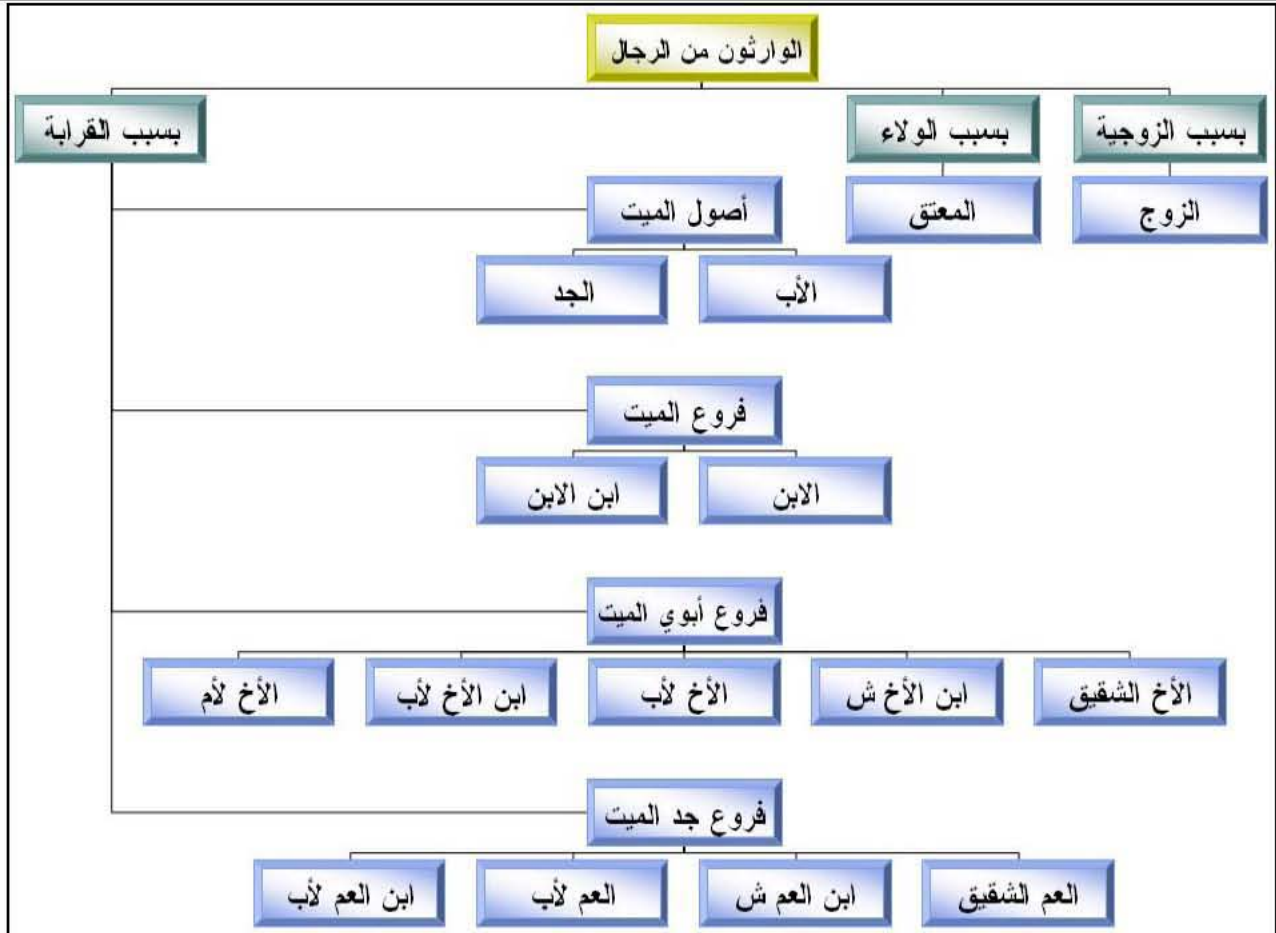 الوارثون من الرجال
بسبب الزوجية
بسبب الولاء
بسبب القرابة
الزوج
المعتق
أصول الميت
الأب
الجد
فروع الميت
الابن
ابن الابن
فروع أبوي الميت
الأخ الشقيق
ابن الأخ ش
الأخ لأب
ابن الأخ لأب
الأخ لأم
فروع جد الميت
العم الشقيق
ابن العم ش
العم لأب
ابن العم لأب